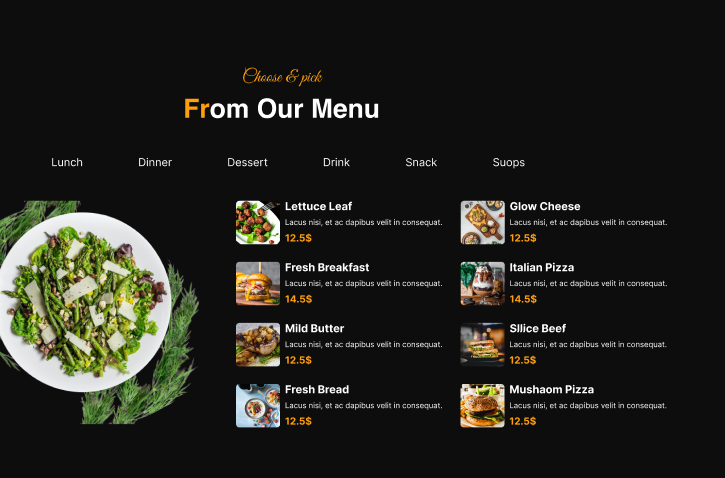 Choose & pick
From Our Menu
Lunch Dinner Dessert Drink Snack Suops
Lettuce Leaf
Lacus nisi, et ac dapibus velit in consequat.
12.5$
Fresh Breakfast
Lacus nisi, et ac dapibus velit in consequat.
14.5$
Mild Butter
Lacus nisi, et ac dapibus velit in consequat.
12.5$
Fresh Bread
Lacus nisi, et ac dapibus velit in consequat.
12.5$
Glow Cheese
Lacus nisi, et ac dapibus velit in consequat.
12.5$
Italian Pizza
Lacus nisi, et ac dapibus velit in consequat.
14.5$
Sllice Beef
Lacus nisi, et ac dapibus velit in consequat.
12.5$
Mushaom Pizza
Lacus nisi, et ac dapibus velit in consequat.
12.5$